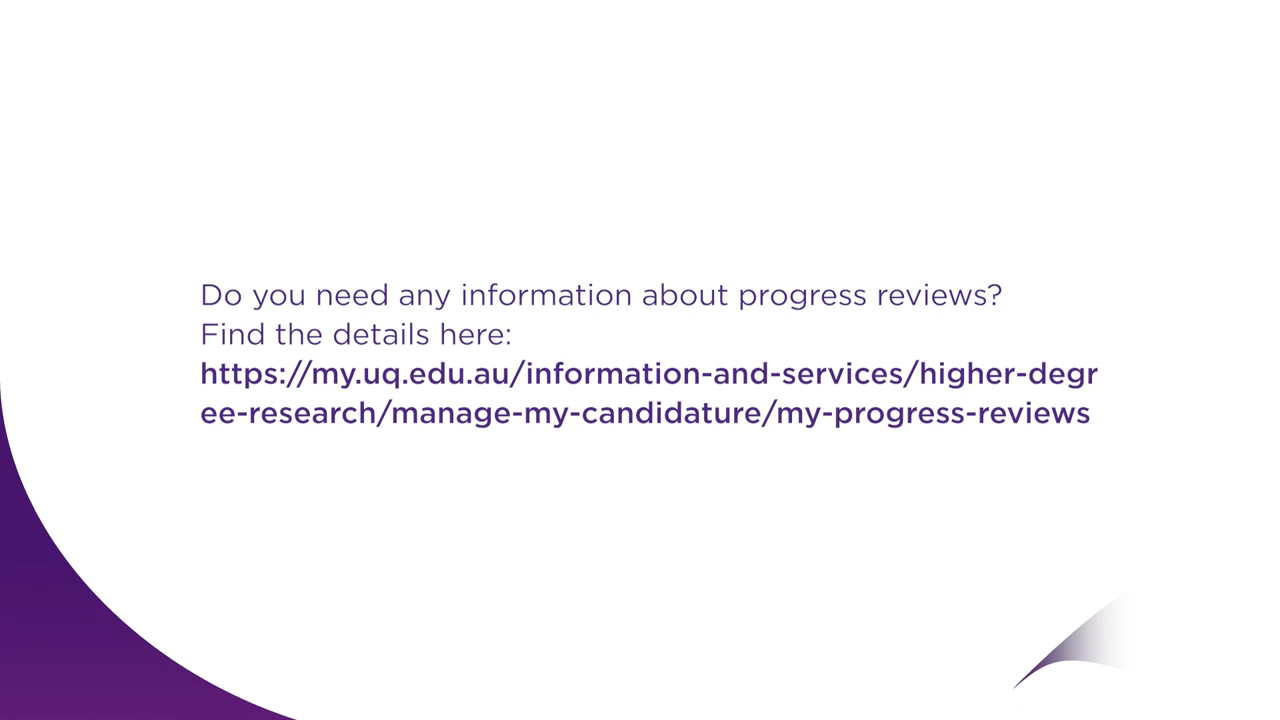 Do you need any information about progress reviews?
Find the details here:
https://my.uq.edu.au/information-and-services/higher-degr
ee-research/manage-my-candidature/my-progress-reviews